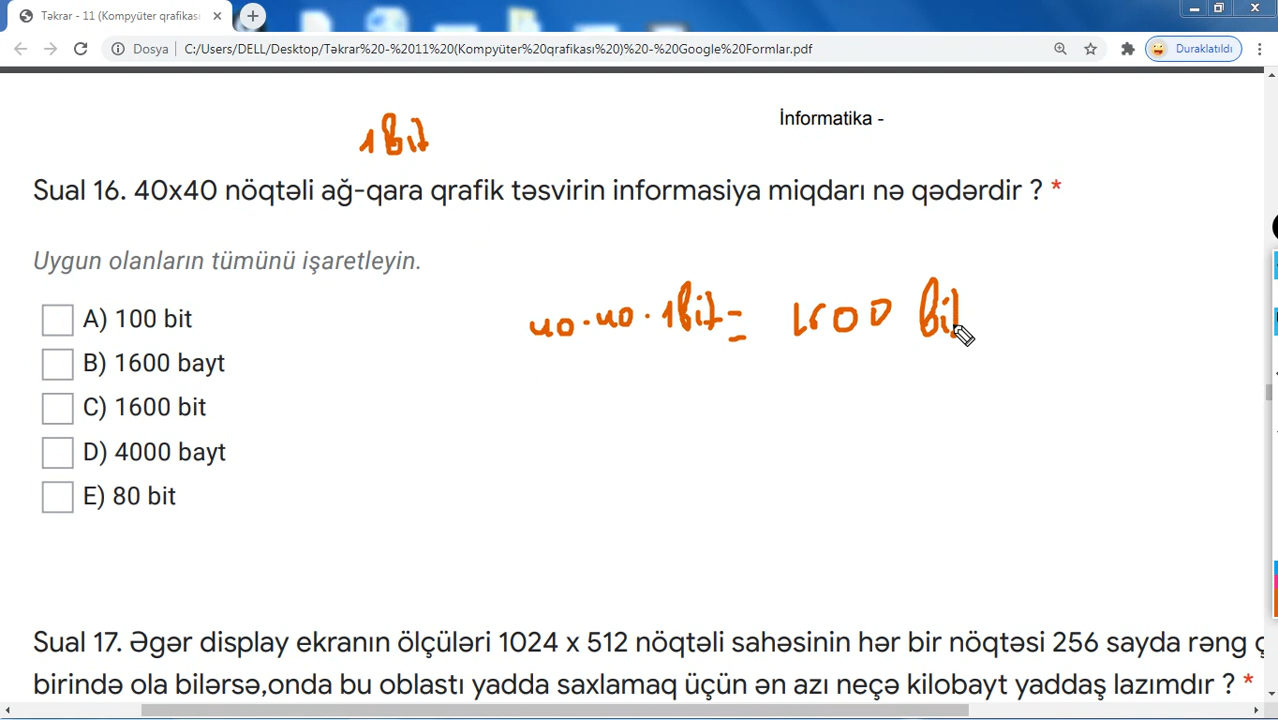 Təkrar - 11 (Kompyüter qrafikası
Dosya C:/Users/DELL/Desktop/Təkrar%20-%2011%20(Kompyüter%20qrafikası%20)%20-%20Google%20Formlar.pdf Duraklatıldı
İnformatika -
1Bit
Sual 16. 40x40 nöqtəli ağ-qara qrafik təsvirin informasiya miqdarı nə qədərdir ? *
Uygun olanların tümünü işaretleyin.
40 · 40 · 1Bit = 1600 bit
A) 100 bit
B) 1600 bayt
C) 1600 bit
D) 4000 bayt
E) 80 bit
Sual 17. Əgər display ekranın ölçüləri 1024 x 512 nöqtəli sahəsinin hər bir nöqtəsi 256 sayda rəng
birində ola bilərsə,onda bu oblastı yadda saxlamaq üçün ən azı neçə kilobayt yaddaş lazımdır ? *